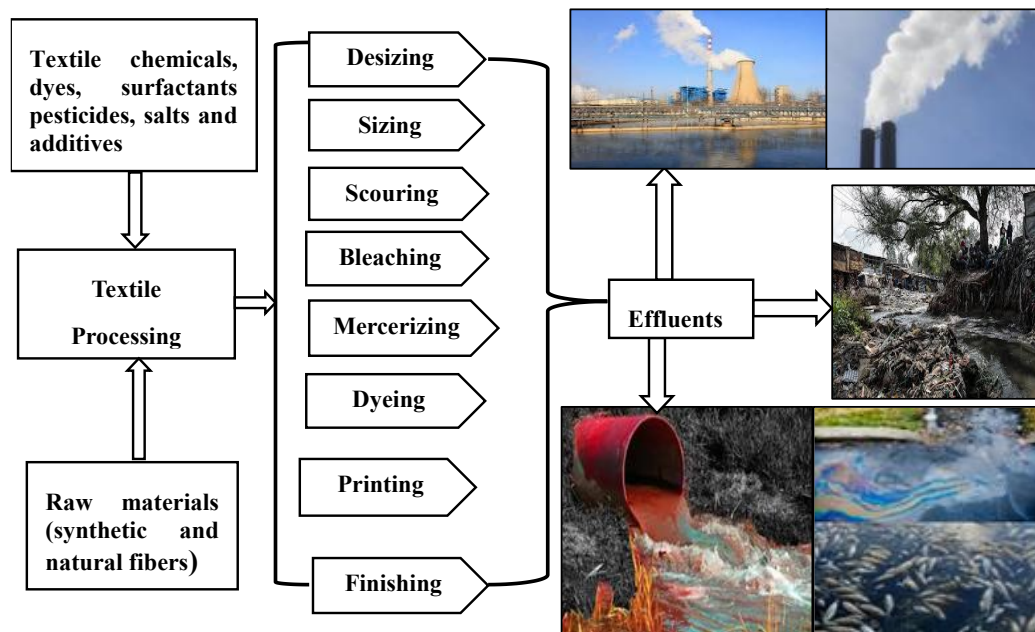 Textile chemicals,
dyes, surfactants
pesticides, salts and
additives
Textile
Processing
Raw materials
(synthetic and
natural fibers)
Desizing
Sizing
Scouring
Bleaching
Mercerizing
Dyeing
Printing
Finishing
Effluents